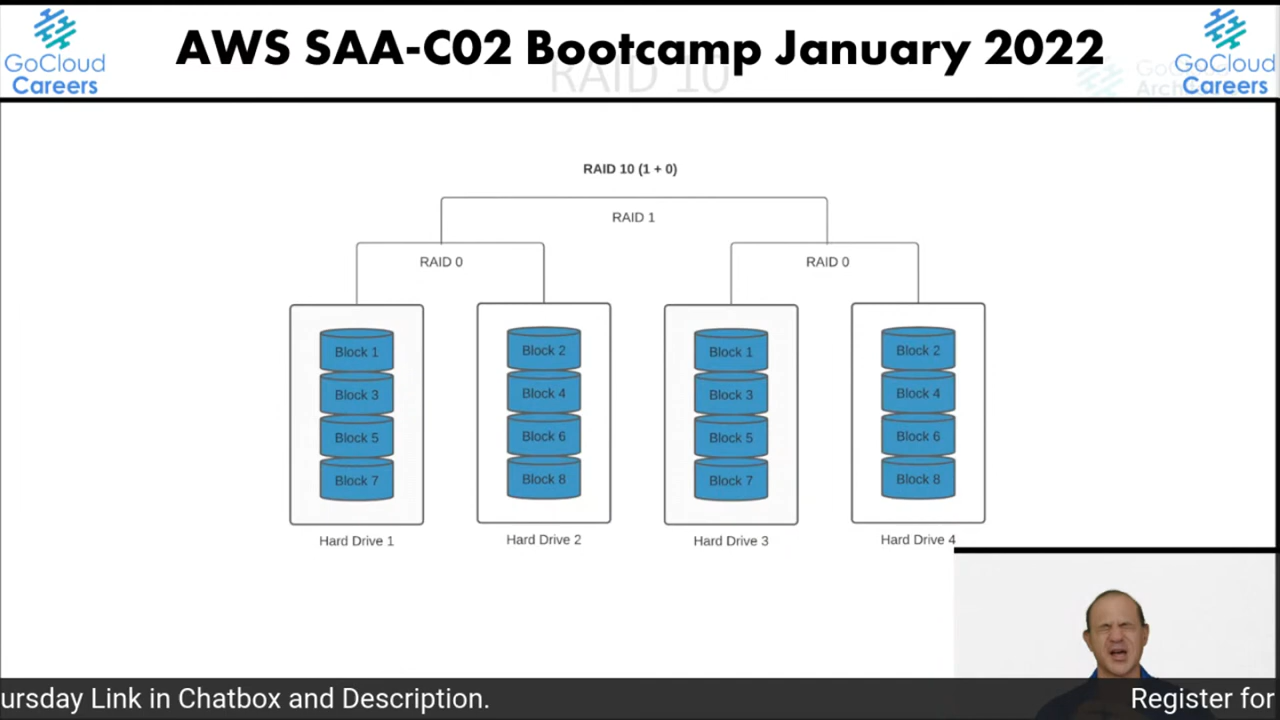 GoCloud
Careers
AWS SAA-C02 Bootcamp January 2022
GoCloud
Careers
RAID 10
RAID 10 (1 + 0)
RAID 1
RAID 0
RAID 0
Block 1
Block 2
Block 1
Block 2
Block 3
Block 4
Block 3
Block 4
Block 5
Block 6
Block 5
Block 6
Block 7
Block 8
Block 7
Block 8
Hard Drive 1
Hard Drive 2
Hard Drive 3
Hard Drive 4
ursday Link in Chatbox and Description.
Register for